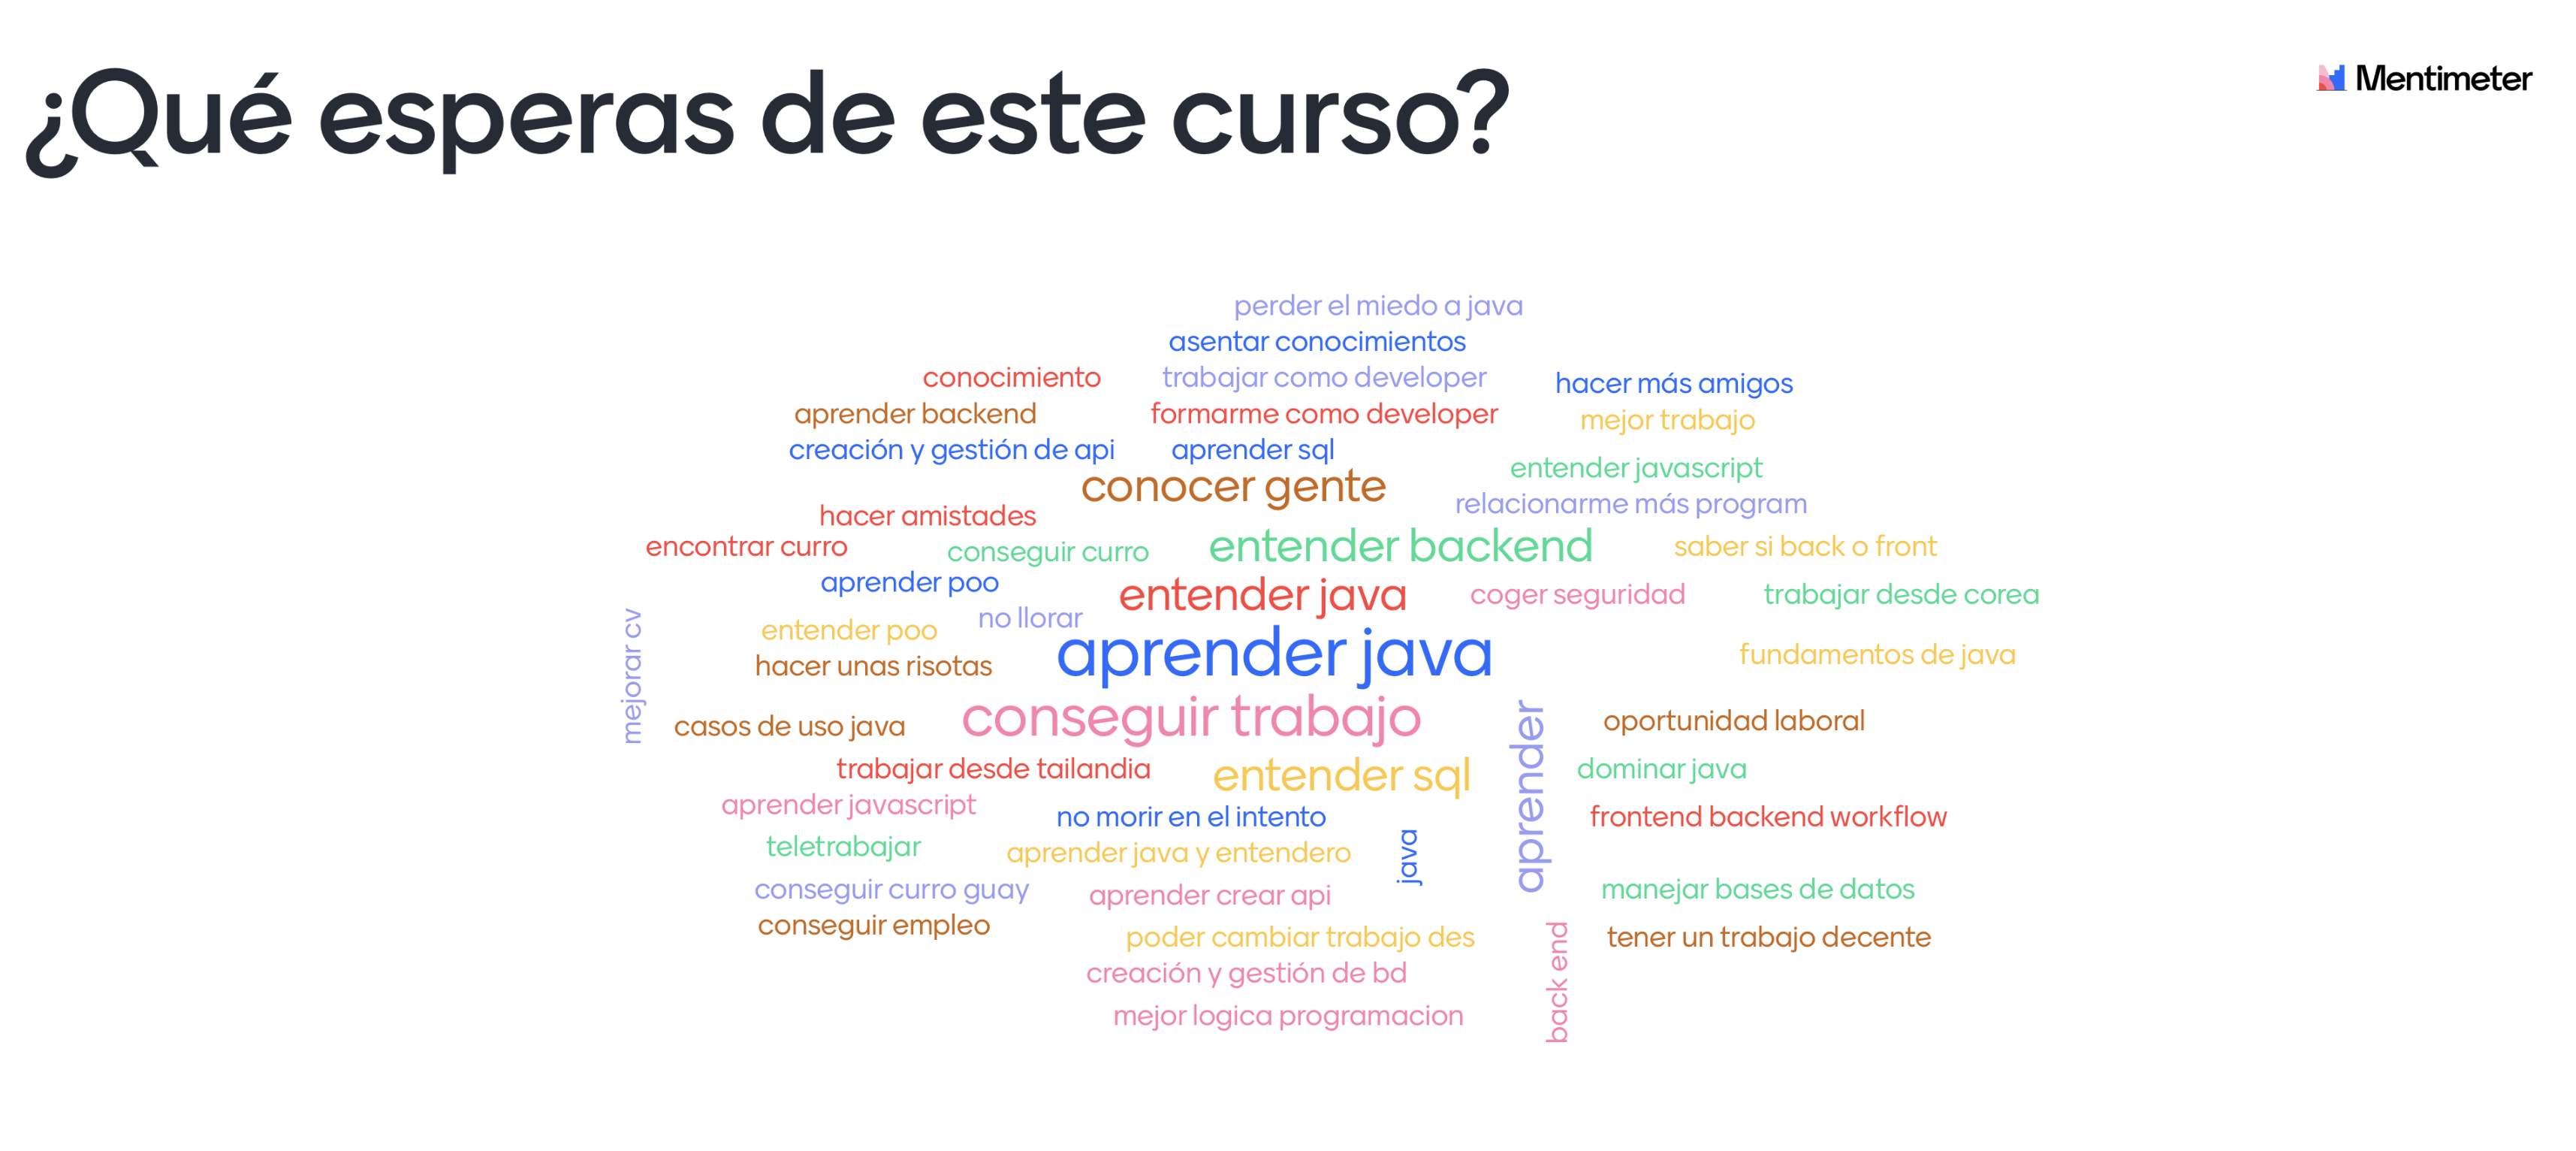 ¿Qué esperas de este curso?
Mentimeter
perder el miedo a java
asentar conocimientos
conocimiento
trabajar como developer
hacer más amigos
aprender backend
formarme como developer
mejor trabajo
creación y gestión de api
aprender sql
entender javascript
conocer gente
relacionarme más program
hacer amistades
encontrar curro
conseguir curro
entender backend
saber si back o front
aprender poo
entender java
coger seguridad
trabajar desde corea
no llorar
entender poo
mejorar cv
hacer unas risotas
aprender java
fundamentos de java
casos de uso java
conseguir trabajo
oportunidad laboral
trabajar desde tailandia
entender sql
aprender
dominar java
aprender javascript
no morir en el intento
frontend backend workflow
teletrabajar
aprender java y entendero
java
conseguir curro guay
aprender crear api
manejar bases de datos
conseguir empleo
poder cambiar trabajo des
tener un trabajo decente
creación y gestión de bd
back end
mejor logica programacion